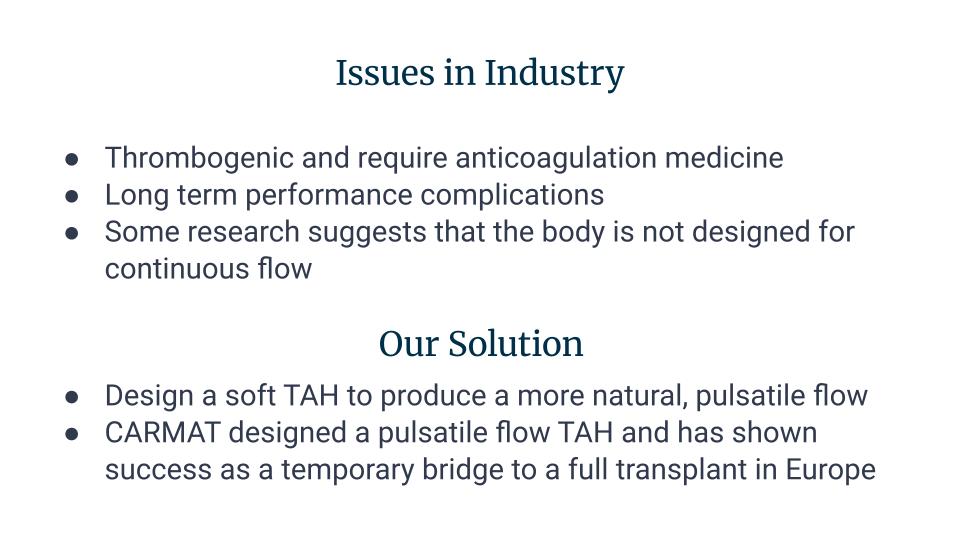 Issues in Industry
● Thrombogenic and require anticoagulation medicine
● Long term performance complications
● Some research suggests that the body is not designed for
continuous flow
Our Solution
● Design a soft TAH to produce a more natural, pulsatile flow
● CARMAT designed a pulsatile flow TAH and has shown
success as a temporary bridge to a full transplant in Europe